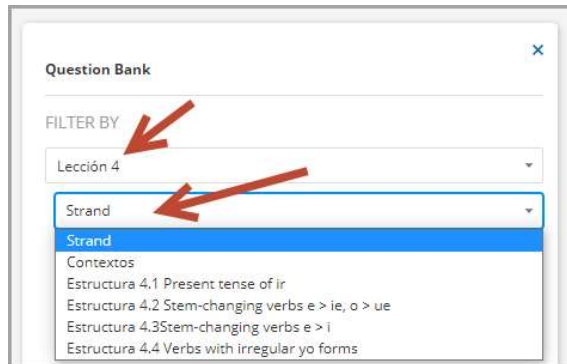 Question Bank
FILTER BY
Lección 4
Strand
Strand
Contextos
Estructura 4.1 Present tense of ir
Estructura 4.2 Stem-changing verbs e > ie, o > ue
Estructura 4.3Stem-changing verbs e > i
Estructura 4.4 Verbs with irregular yo forms